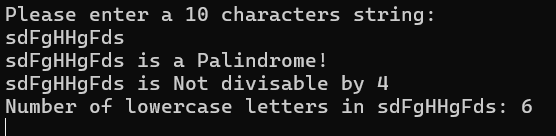 Please enter a 10 characters string:
sdFgHHgFds
sdFgHHgFds is a Palindrome!
sdFgHHgFds is Not divisable by 4
Number of lowercase letters in sdFgHHgFds: 6